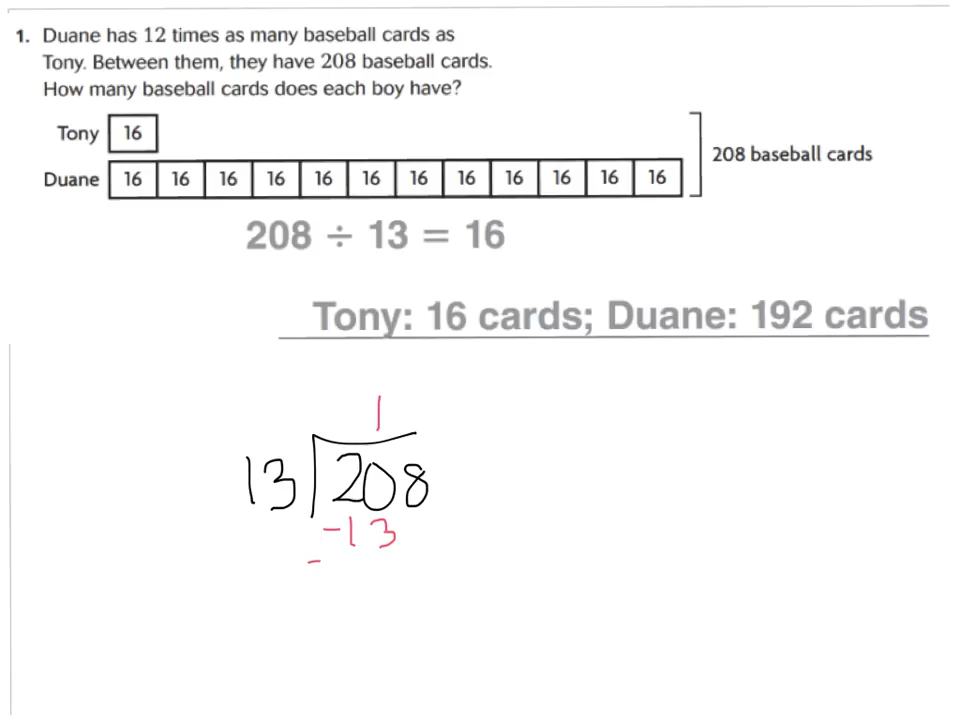 1. Duane has 12 times as many baseball cards as
Tony. Between them, they have 208 baseball cards.
How many baseball cards does each boy have?
Tony 16
208 baseball cards
Duane 16 16 16 16 16 16 16 16 16 16 16 16
208 ÷ 13 = 16
Tony: 16 cards; Duane: 192 cards
1
13 208
-13
-